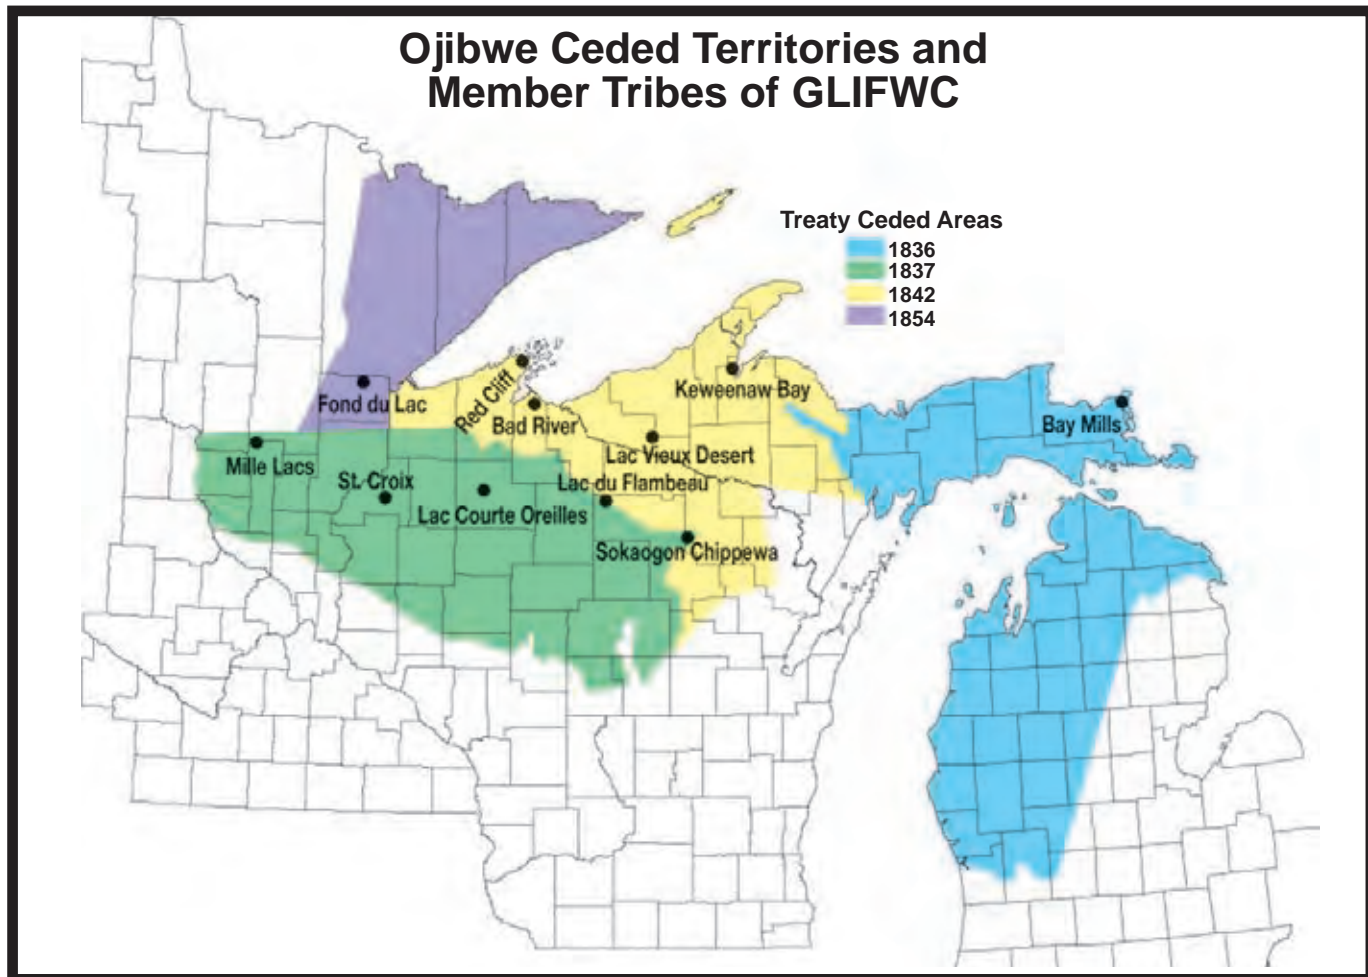 Ojibwe Ceded Territories and
Member Tribes of GLIFWC
Treaty Ceded Areas
1836
1837
1842
1854
Fond du Lac
Red Cliff
Bad River
Keweenaw Bay
Bay Mills
Mille Lacs
St. Croix
Lac Vieux Desert
Lac du Flambeau
Lac Courte Oreilles
Sokaogon Chippewa